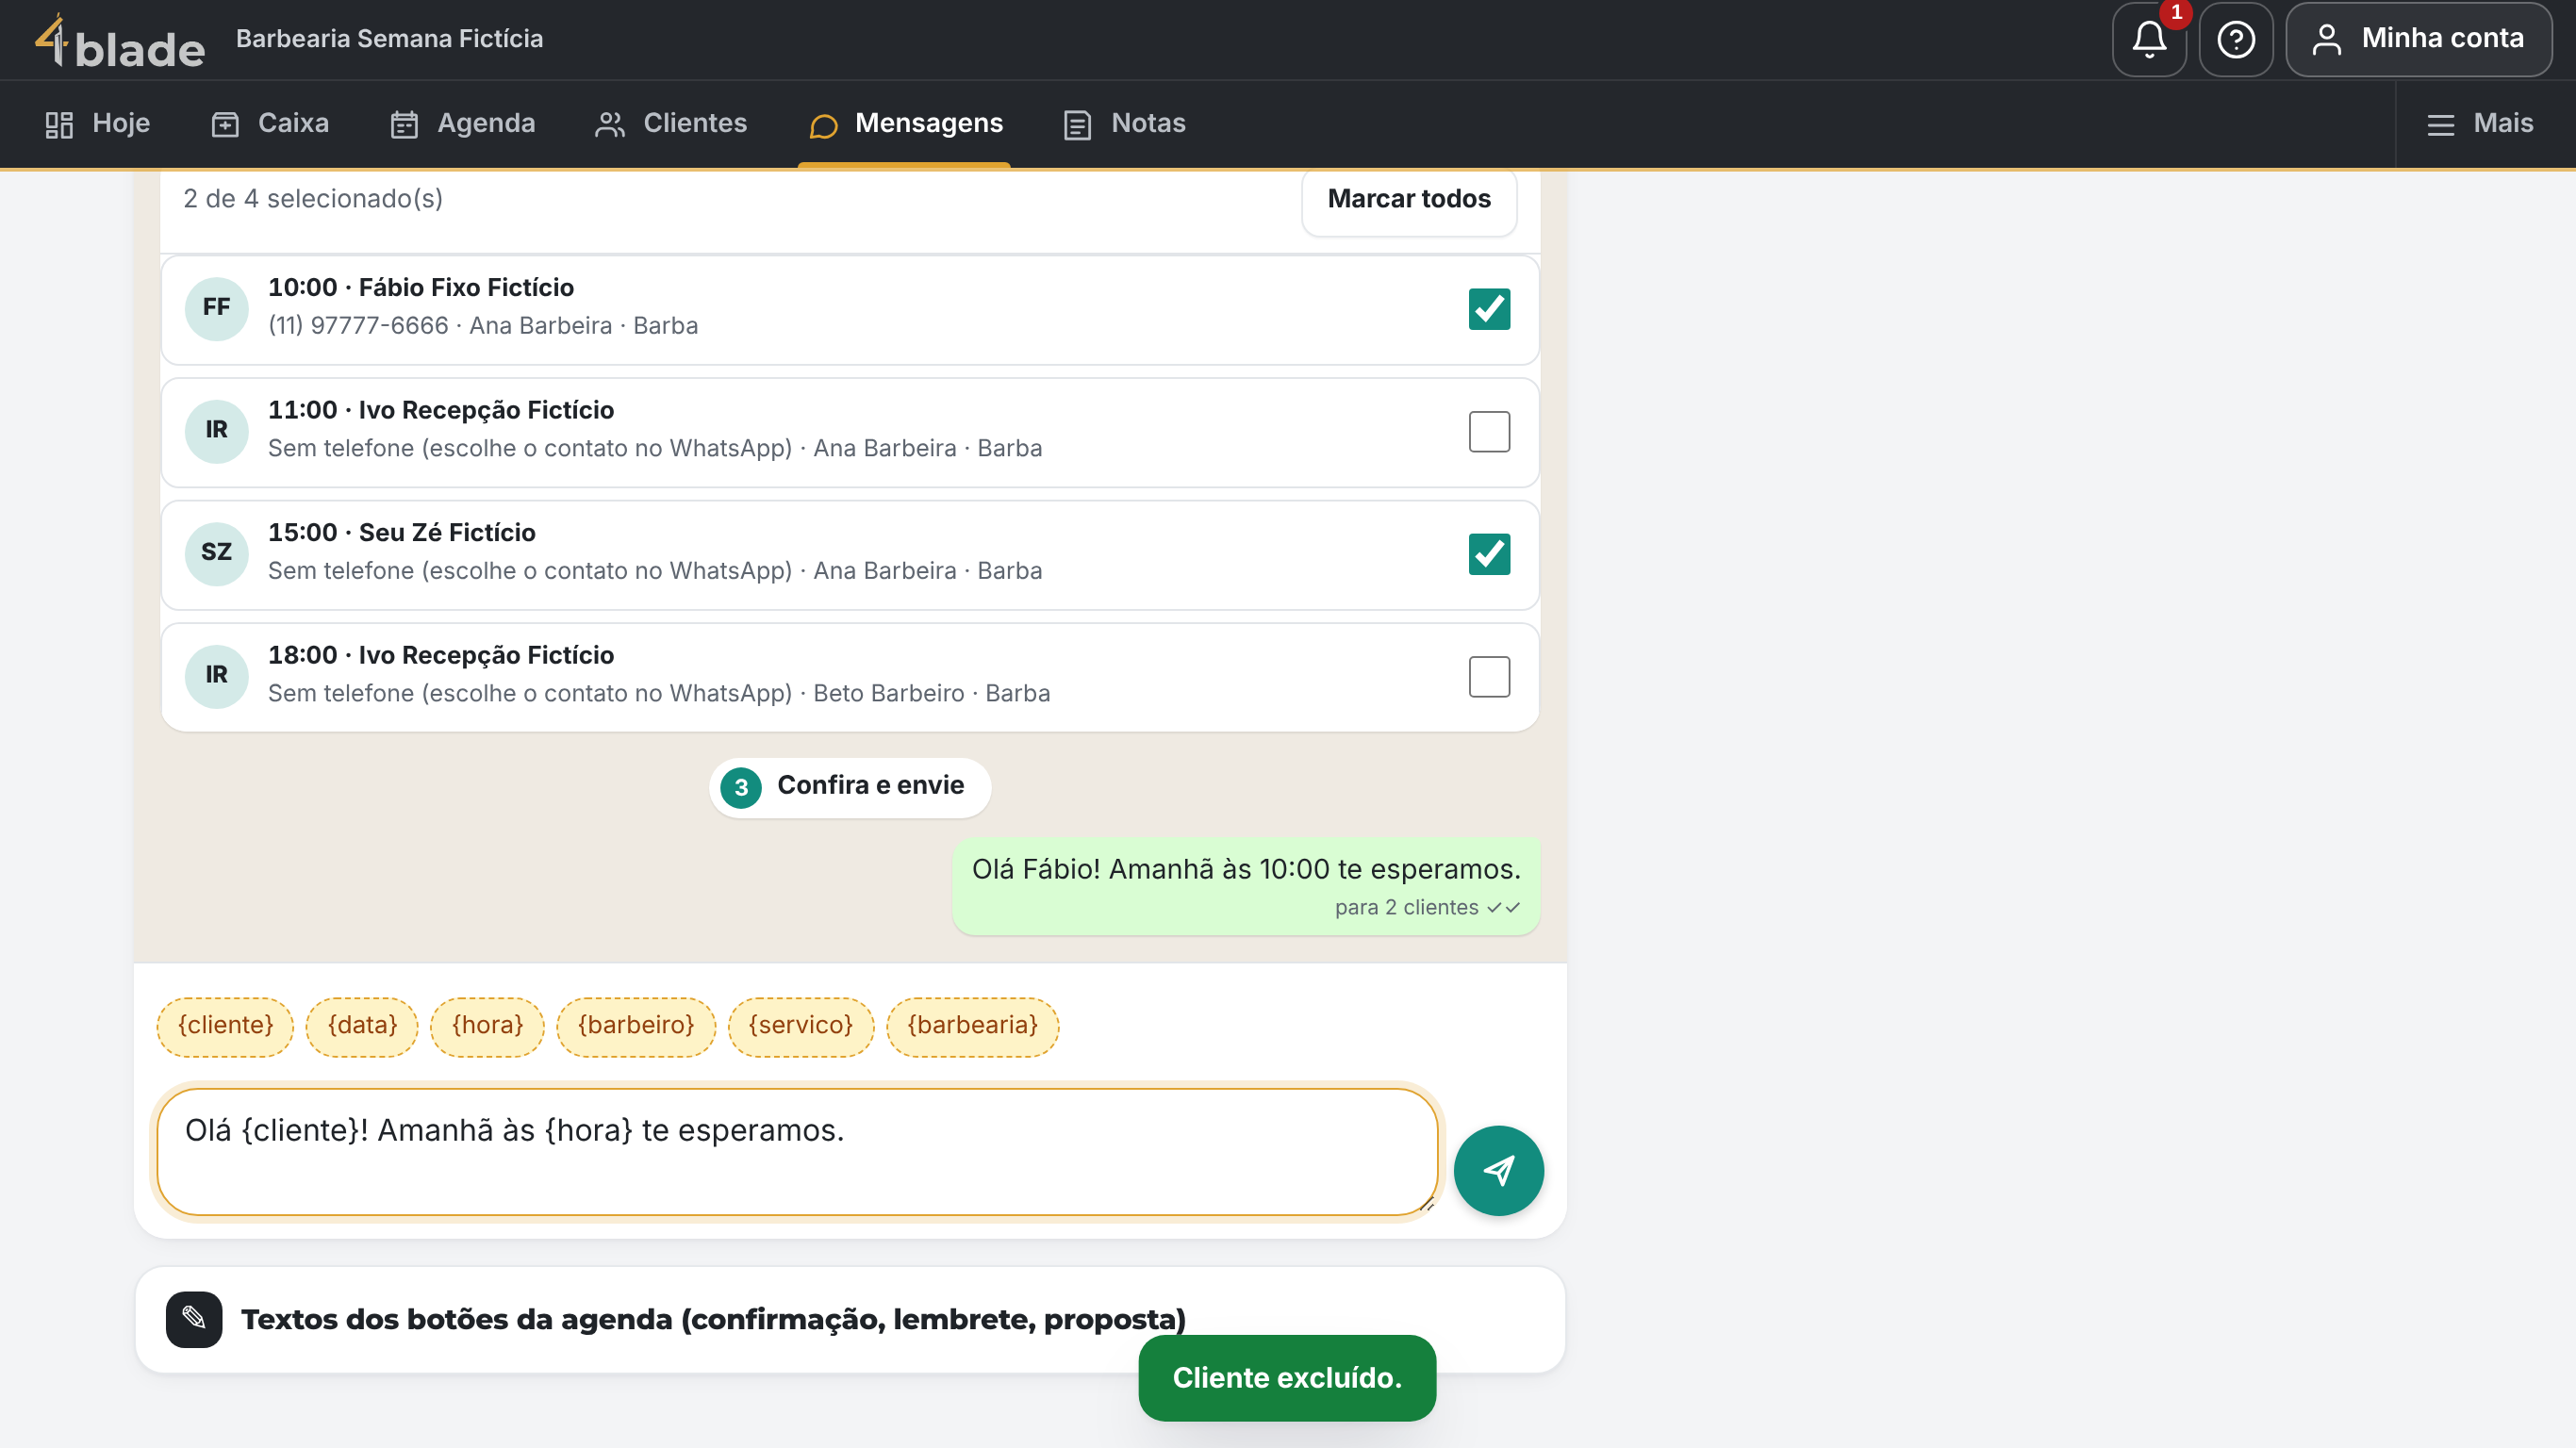 4blade
Barbearia Semana Fictícia
1
Minha conta
Hoje
Caixa
Agenda
Clientes
Mensagens
Notas
Mais
2 de 4 selecionado(s)
Marcar todos
FF
10:00 · Fábio Fixo Fictício
(11) 97777-6666 · Ana Barbeira · Barba
IR
11:00 · Ivo Recepção Fictício
Sem telefone (escolhe o contato no WhatsApp) · Ana Barbeira · Barba
SZ
15:00 · Seu Zé Fictício
Sem telefone (escolhe o contato no WhatsApp) · Ana Barbeira · Barba
IR
18:00 · Ivo Recepção Fictício
Sem telefone (escolhe o contato no WhatsApp) · Beto Barbeiro · Barba
3 Confira e envie
Olá Fábio! Amanhã às 10:00 te esperamos.
para 2 clientes ✓✓
{cliente} {data} {hora} {barbeiro} {servico} {barbearia}
Olá {cliente}! Amanhã às {hora} te esperamos.
Textos dos botões da agenda (confirmação, lembrete, proposta)
Cliente excluído.